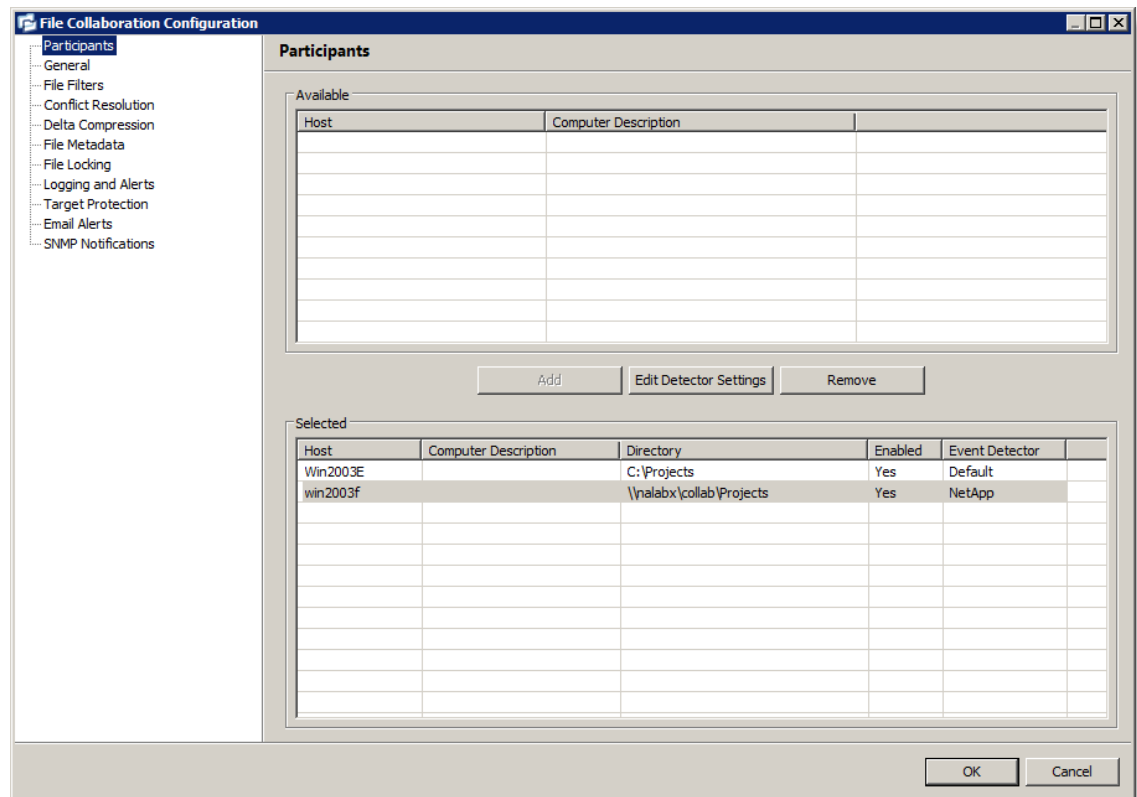 File Collaboration Configuration
Participants
General
File Filters
Conflict Resolution
Delta Compression
File Metadata
File Locking
Logging and Alerts
Target Protection
Email Alerts
SNMP Notifications
Participants
Available
Host Computer Description
Add Edit Detector Settings Remove
Selected
Host Computer Description Directory Enabled Event Detector
Win2003E C:\Projects Yes Default
win2003f \\nalabx\collab\Projects Yes NetApp
OK Cancel